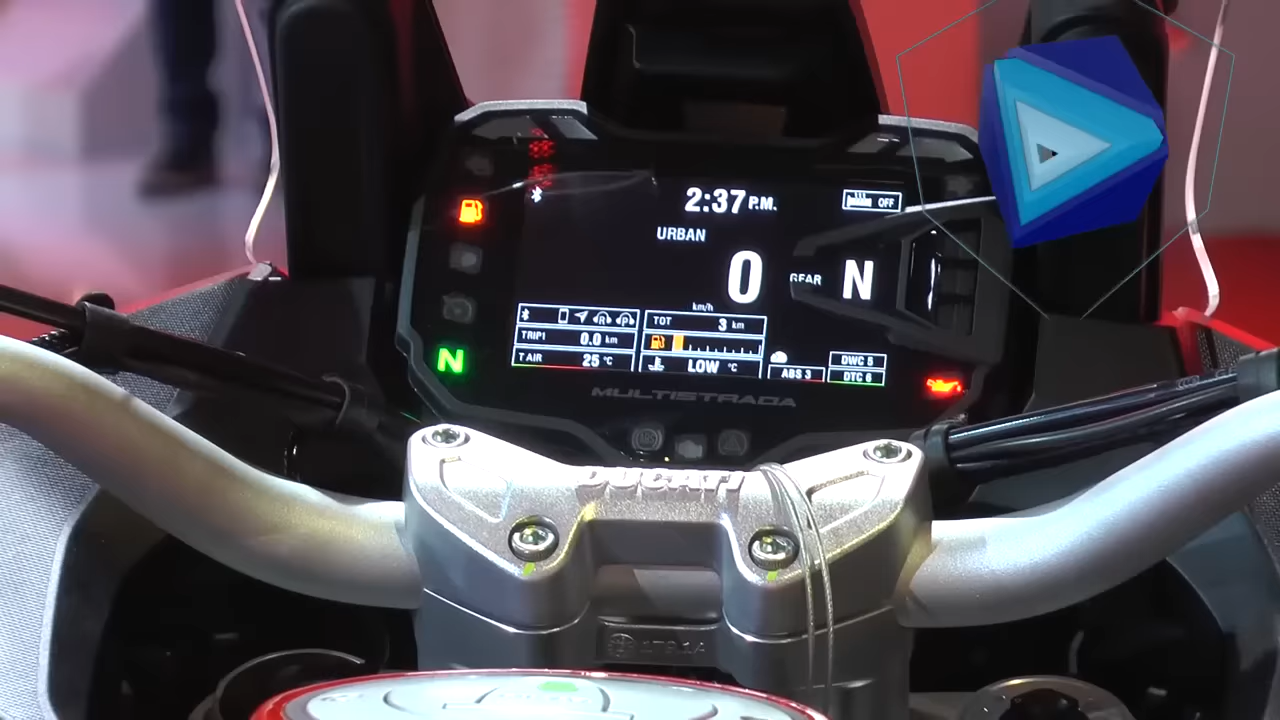 2:37 P.M.
OFF
URBAN
0
GEAR N
km/h
TOT 3 km
TRIP1 0.0 km
T AIR 25 °C
LOW °C
ABS 3
DWC 5
DTC 6
N
MULTISTRADA
DUCATI